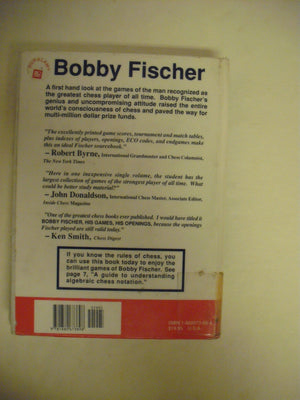 Bobby Fischer
A first hand look at the games of the man recognized as
the greatest chess player of all time. Bobby Fischer's
genius and uncompromising attitude raised the entire
world's consciousness of chess and paved the way for
multi-million dollar prize funds.
"The excellently printed game scores, tournament and match tables,
plus indexes of players, openings, ECO codes, and endgames make
this an ideal Fischer sourcebook."
– Robert Byrne, International Grandmaster and Chess Columnist,
The New York Times
"Here in one inexpensive single volume, the student has the
largest collection of games of the strongest player of all time. What
could be better study material?"
– John Donaldson, International Chess Master, Associate Editor,
Inside Chess Magazine
"One of the greatest chess books ever published. I would have titled it
BOBBY FISCHER, HIS GAMES, HIS OPENINGS, because the openings
Fischer played are still valid today."
– Ken Smith, Chess Digest
If you know the rules of chess, you
can use this book today to enjoy the
brilliant games of Bobby Fischer. See
page 7, "A guide to understanding
algebraic chess notation."
U.S.A.